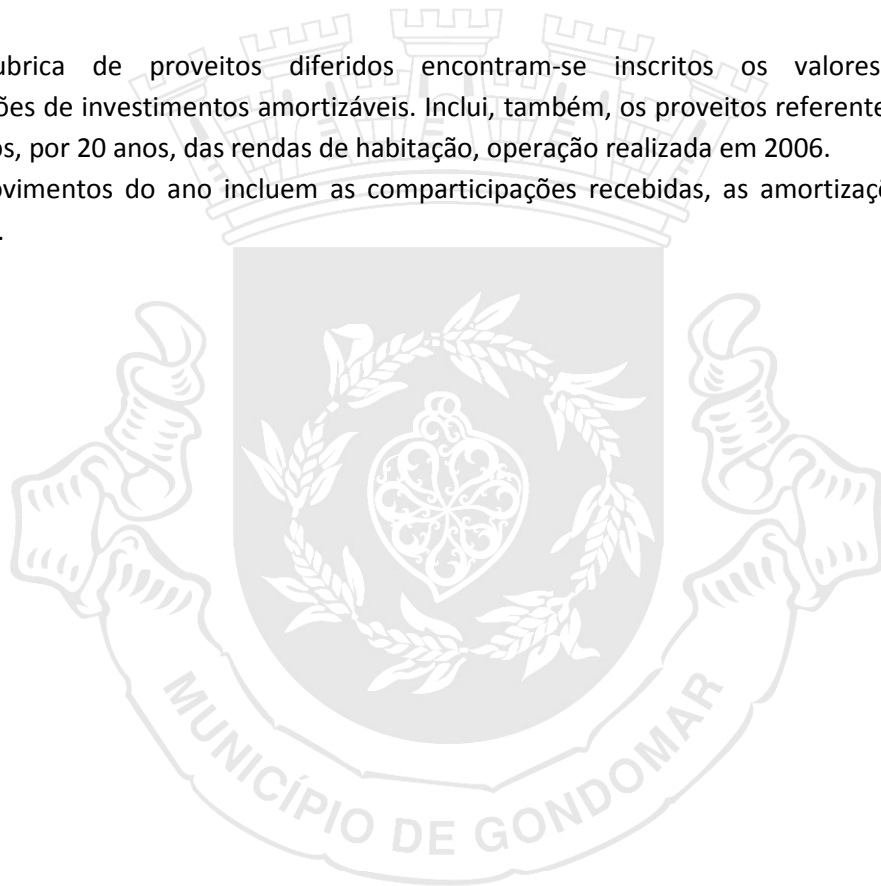 ubrica de proveitos diferidos encontram-se inscritos os valores
ões de investimentos amortizáveis. Inclui, também, os proveitos referente
os, por 20 anos, das rendas de habitação, operação realizada em 2006.
ovimentos do ano incluem as comparticipações recebidas, as amortizaçõ
.
MUNICÍPIO DE GONDOMAR